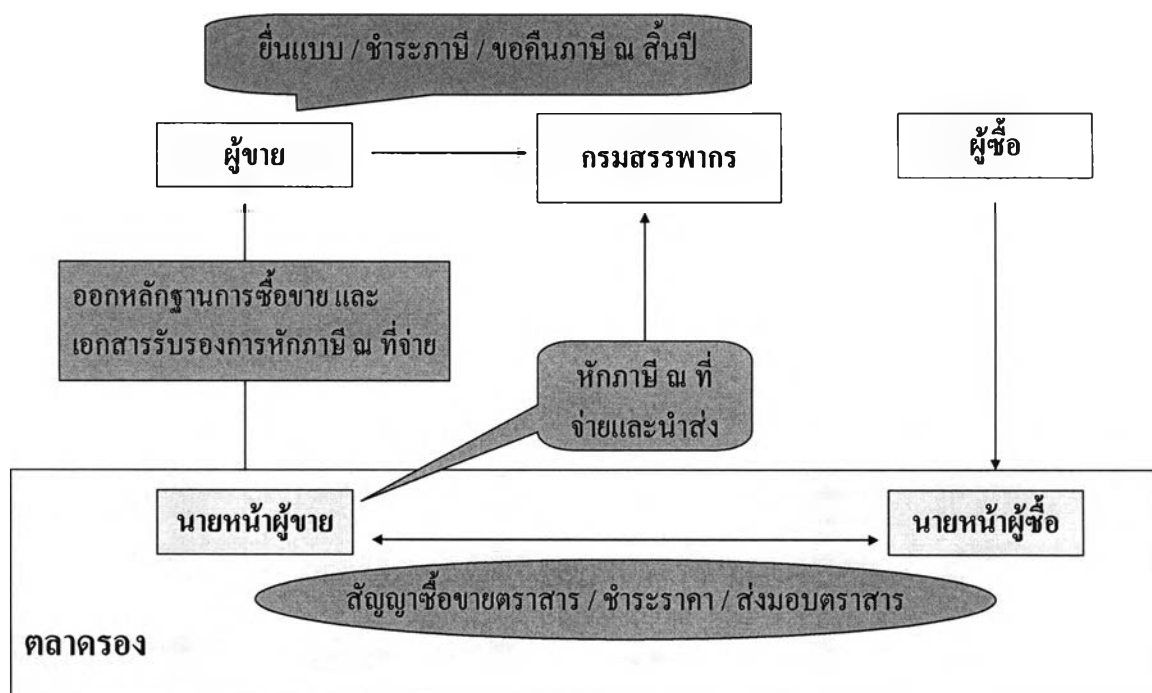 ยื่นแบบ / ชำระภาษี / ขอคืนภาษี ณ สิ้นปี
ผู้ขาย
กรมสรรพากร
ผู้ซื้อ
ออกหลักฐานการซื้อขาย และ
เอกสารรับรองการหักภาษี ณ ที่จ่าย
หักภาษี ณ ที่
จ่ายและนำส่ง
นายหน้าผู้ขาย
นายหน้าผู้ซื้อ
สัญญาซื้อขายตราสาร / ชำระราคา / ส่งมอบตราสาร
ตลาดรอง